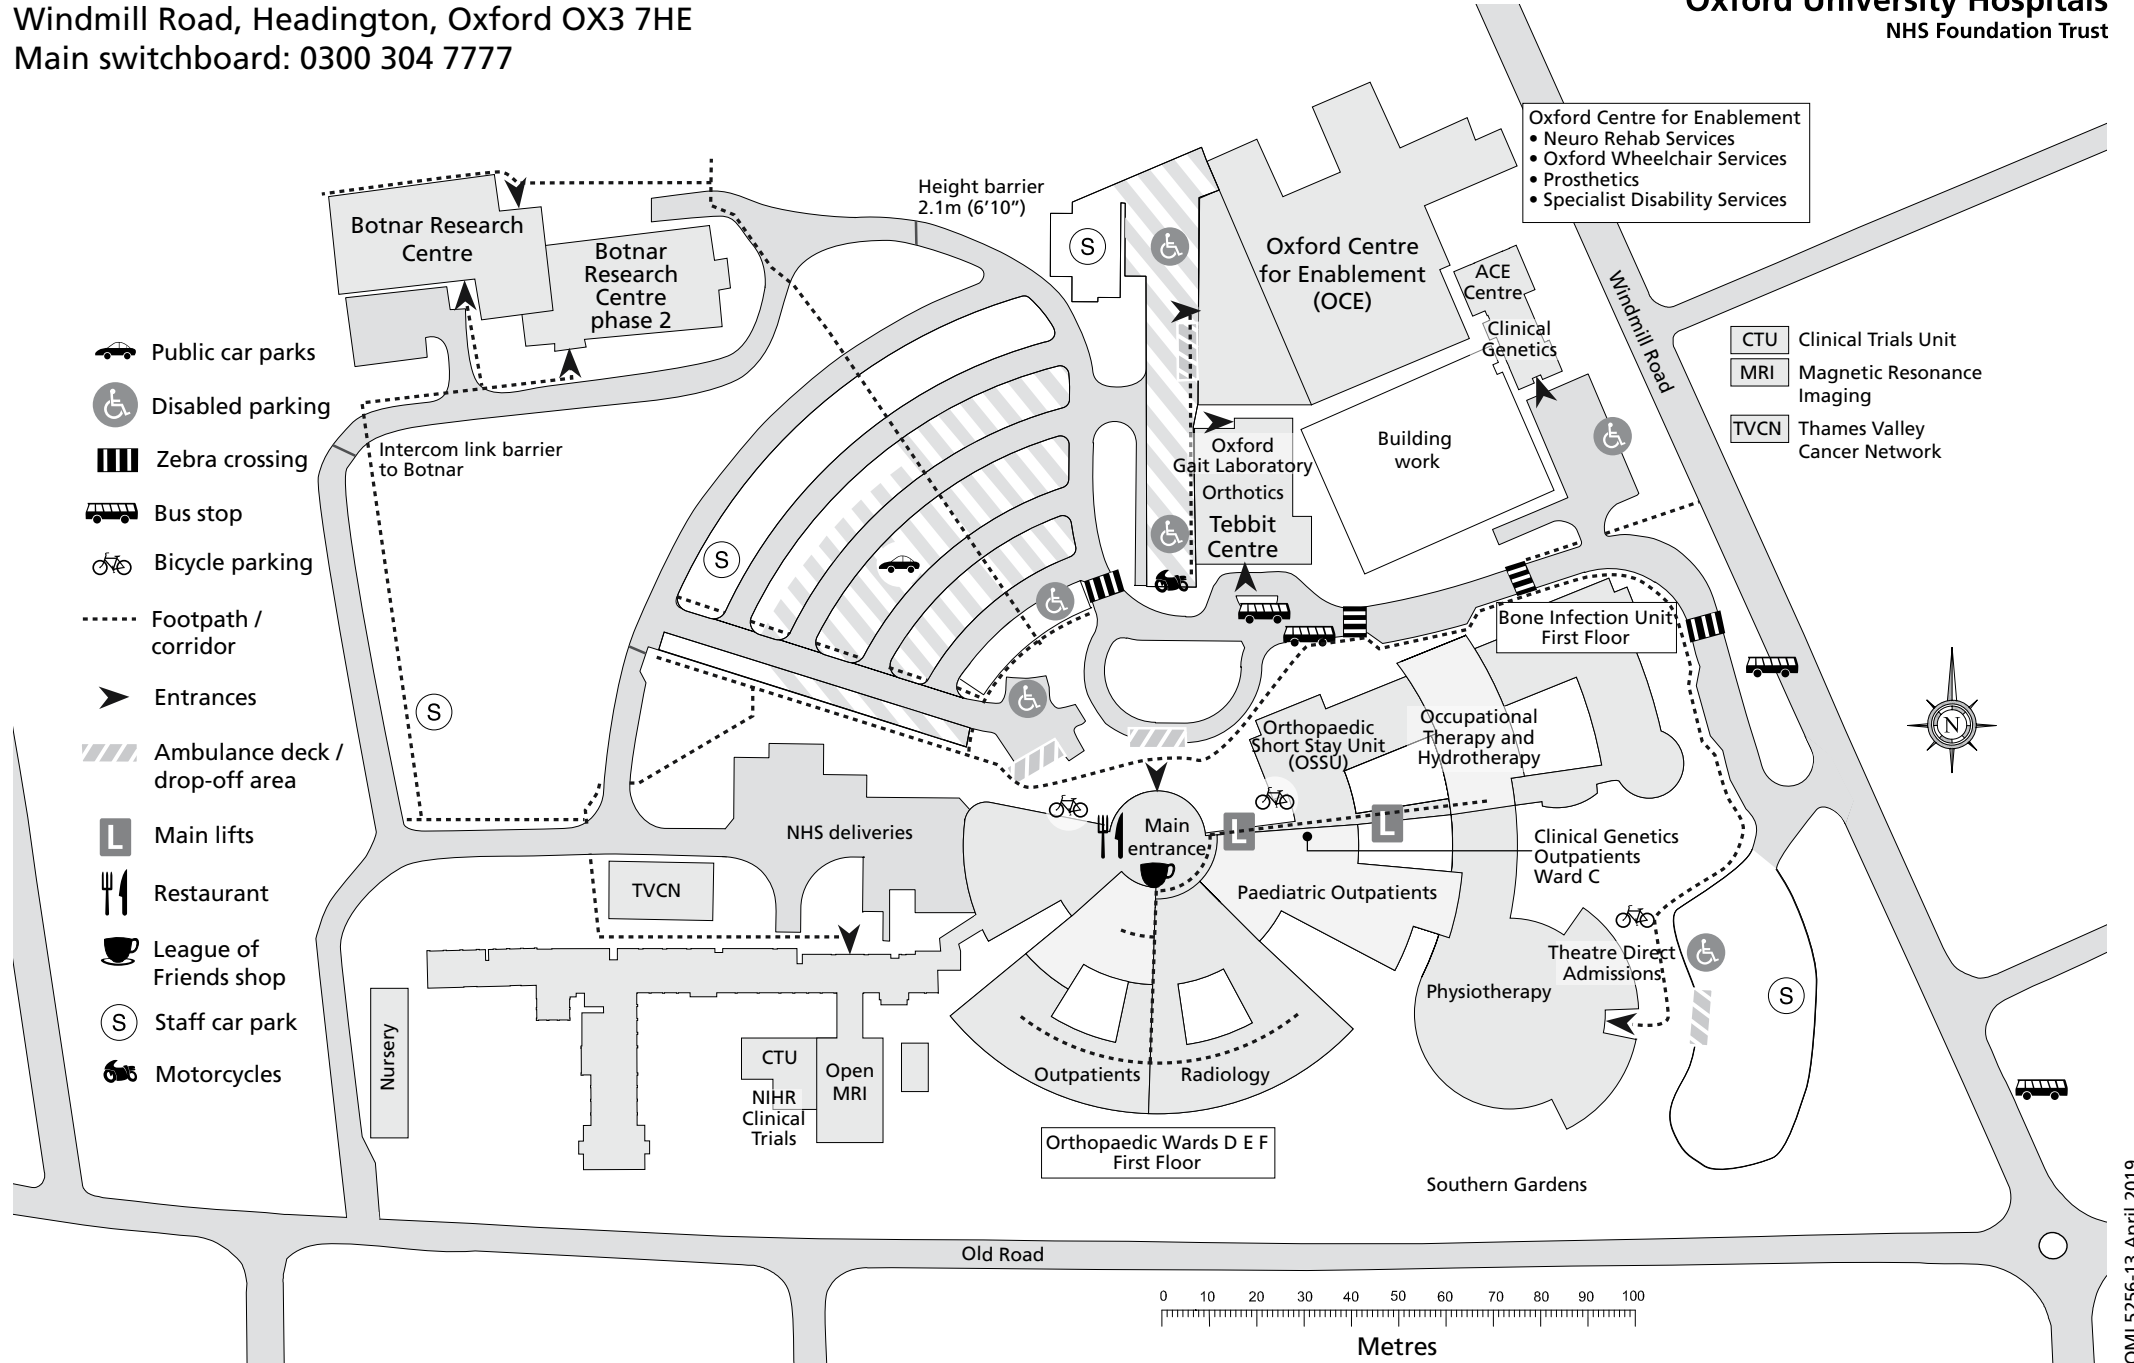 Windmill Road, Headington, Oxford OX3 7HE
Main switchboard: 0300 304 7777
Oxford University Hospitals
NHS Foundation Trust
Oxford Centre for Enablement
• Neuro Rehab Services
• Oxford Wheelchair Services
• Prosthetics
• Specialist Disability Services
Height barrier
2.1m (6’10”)
Botnar Research
Centre
Botnar
Research
Centre
phase 2
S
Oxford Centre
for Enablement
(OCE)
ACE
Centre
Clinical
Genetics
Windmill Road
CTU
Clinical Trials Unit
MRI
Magnetic Resonance
Imaging
TVCN
Thames Valley
Cancer Network
Public car parks
Disabled parking
Zebra crossing
Bus stop
Bicycle parking
Footpath /
corridor
Entrances
Ambulance deck /
drop-off area
L
Main lifts
Restaurant
League of
Friends shop
S
Staff car park
Motorcycles
Intercom link barrier
to Botnar
Building
work
Oxford
Gait Laboratory
Orthotics
Tebbit
Centre
S
S
Bone Infection Unit
First Floor
N
Orthopaedic
Short Stay Unit
(OSSU)
Occupational
Therapy and
Hydrotherapy
NHS deliveries
Main
entrance
L
L
Clinical Genetics
Outpatients
Ward C
TVCN
Paediatric Outpatients
Theatre Direct
Admissions
Physiotherapy
S
Nursery
CTU
Open
MRI
NIHR
Clinical
Trials
Outpatients
Radiology
Orthopaedic Wards D E F
First Floor
Southern Gardens
Old Road
0 10 20 30 40 50 60 70 80 90 100
Metres
OMI 5256-13 April 2019